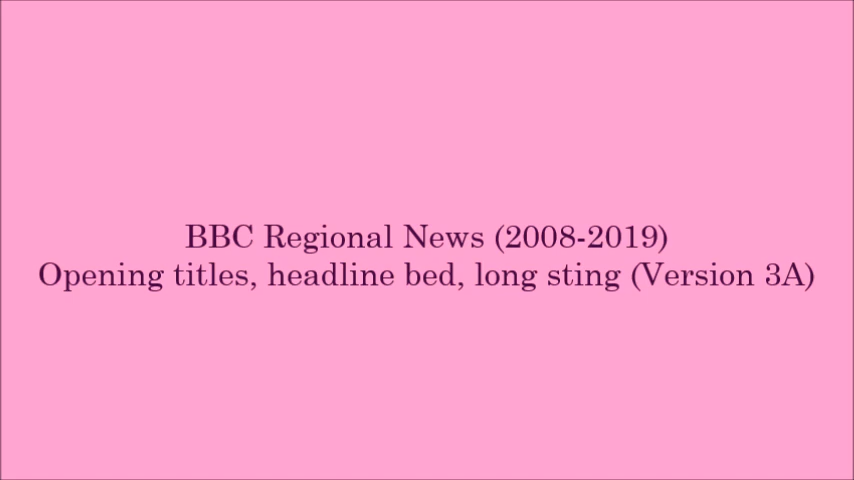 BBC Regional News (2008-2019)
Opening titles, headline bed, long sting (Version 3A)